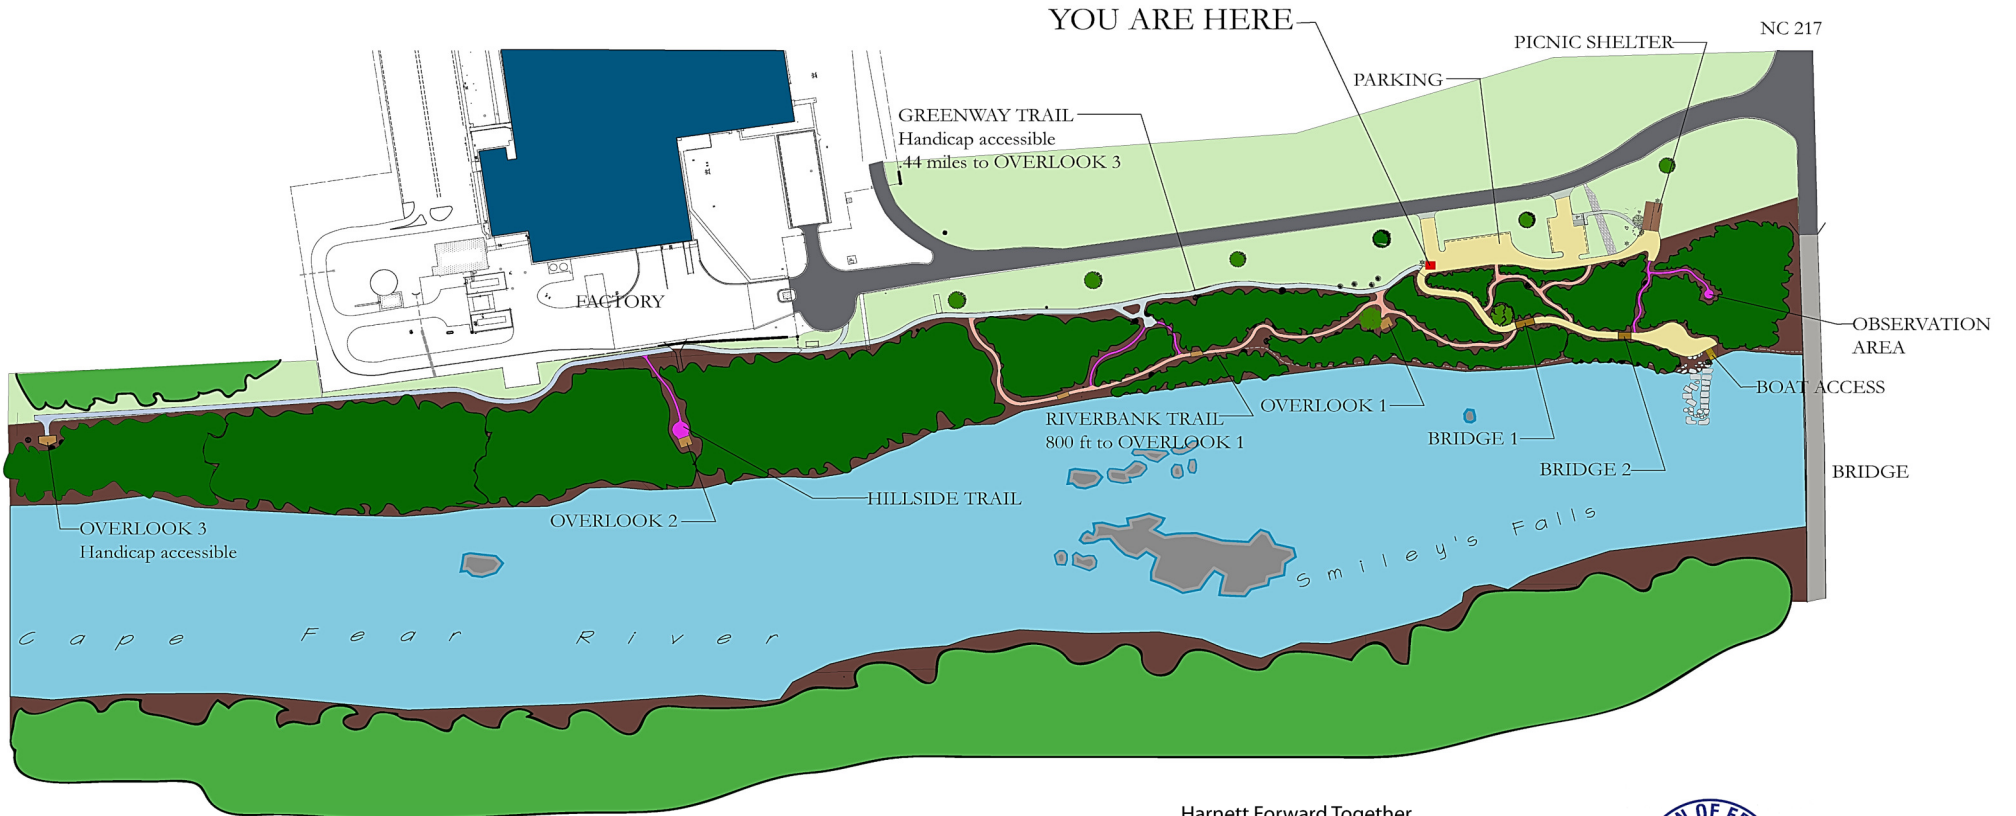 YOU ARE HERE
NC 217
PICNIC SHELTER
PARKING
GREENWAY TRAIL
Handicap accessible
.44 miles to OVERLOOK 3
FACTORY
OBSERVATION
AREA
BOAT ACCESS
OVERLOOK 1
RIVERBANK TRAIL
800 ft to OVERLOOK 1
BRIDGE 1
BRIDGE 2
BRIDGE
HILLSIDE TRAIL
OVERLOOK 2
OVERLOOK 3
Handicap accessible
Smiley's Falls
Cape Fear River
Harnett Forward Together